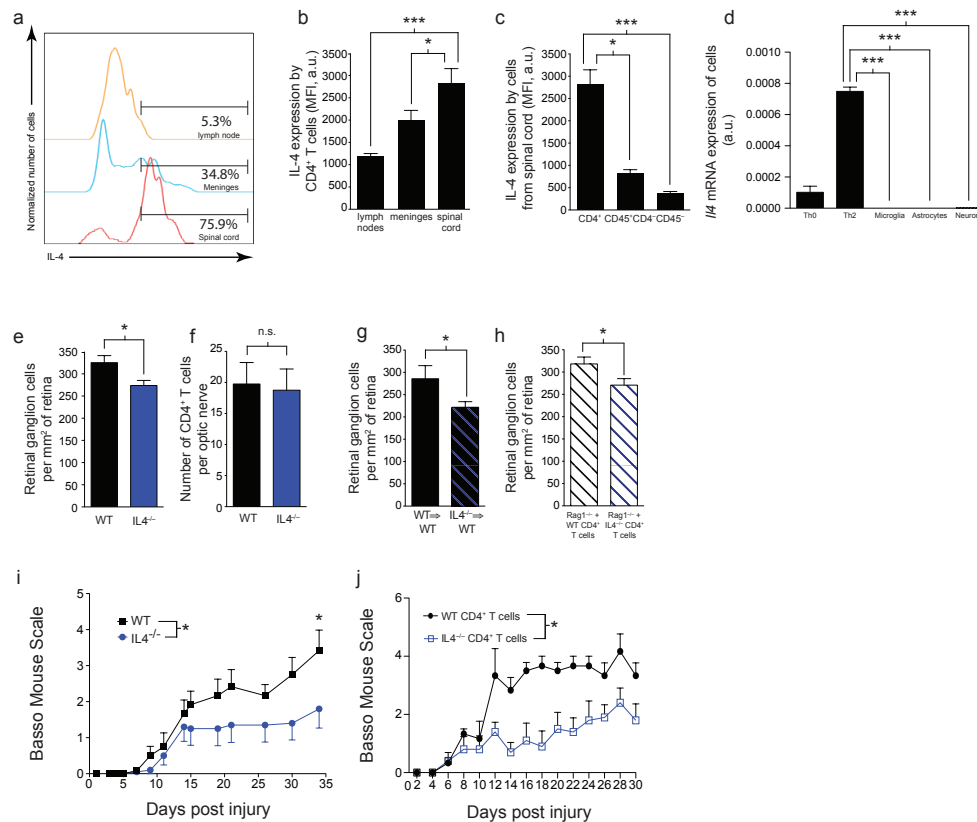 a
Normalized number of cells
5.3%
lymph node
34.8%
Meninges
75.9%
Spinal cord
IL-4
b
***
*
IL-4 expression by
CD4⁺ T cells (MFI, a.u.)
3500
3000
2500
2000
1500
1000
500
0
lymph nodes
meninges
spinal cord
c
***
*
IL-4 expression by cells
from spinal cord (MFI, a.u.)
3500
3000
2500
2000
1500
1000
500
0
CD4⁺ CD45⁺CD4⁻ CD45⁻
d
***
***
***
Il4 mRNA expression of cells
(a.u.)
0.0010
0.0008
0.0006
0.0004
0.0002
0.0000
Th0 Th2 Microglia Astrocytes Neuron
e
*
Retinal ganglion cells
per mm² of retina
350
300
250
200
150
300
100
50
0
WT IL4⁻/⁻
f
n.s.
Number of CD4⁺ T cells
per optic nerve
25
20
15
10
5
0
WT IL4⁻/⁻
g
*
Retinal ganglion cells
per mm² of retina
350
300
250
200
150
300
100
50
0
WT⇒ WT
IL4⁻/⁻⇒ WT
h
*
Retinal ganglion cells
per mm² of retina
350
300
250
200
150
300
100
50
0
Rag1⁻/⁻ + WT CD4⁺ T cells
Rag1⁻/⁻ + IL4⁻/⁻ CD4⁺ T cells
i
Basso Mouse Scale
5
4
3
2
1
0
WT
IL4⁻/⁻
*
*
0 5 10 15 20 25 30 35
Days post injury
j
Basso Mouse Scale
6
4
2
0
WT CD4⁺ T cells
IL4⁻/⁻ CD4⁺ T cells
*
2 4 6 8 10 12 14 16 18 20 22 24 26 28 30
Days post injury